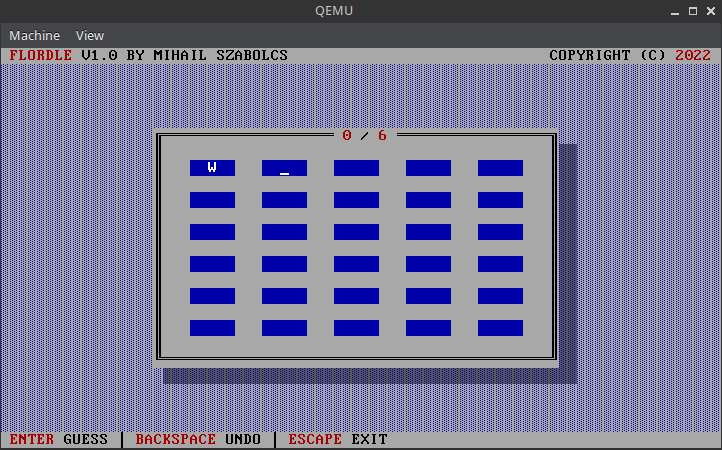 QEMU
Machine View
FLORDLE V1.0 BY MIHAIL SZABOLCS COPYRIGHT (C) 2022
0 / 6
W _
ENTER GUESS | BACKSPACE UNDO | ESCAPE EXIT